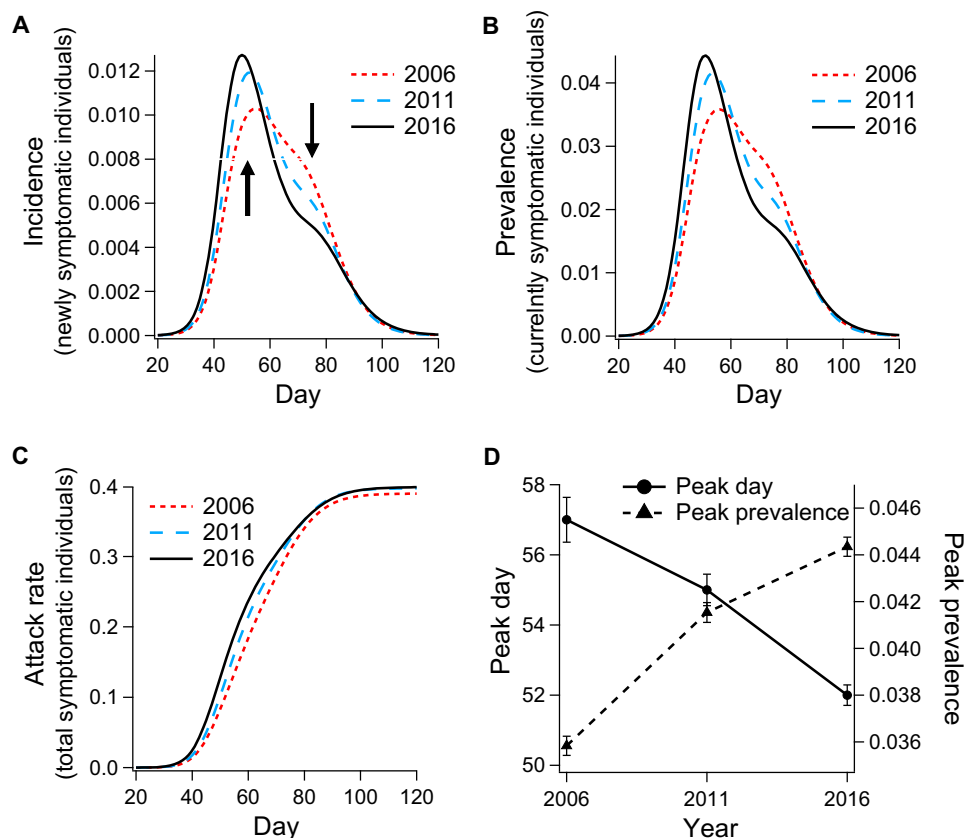 A
Incidence
(newly symptomatic individuals)
0.012
0.010
0.008
0.006
0.004
0.002
0.000
2006
2011
2016
20 40 60 80 100 120
Day
B
Prevalence
(currelntly symptomatic individuals)
0.04
0.03
0.02
0.01
0.00
2006
2011
2016
20 40 60 80 100 120
Day
C
Attack rate
(total symptomatic individuals)
0.4
0.3
0.2
0.1
0.0
2006
2011
2016
20 40 60 80 100 120
Day
D
Peak day
58
56
54
52
50
Peak day
Peak prevalence
0.046
0.044
0.042
0.040
0.038
0.036
Peak prevalence
2006 2011 2016
Year